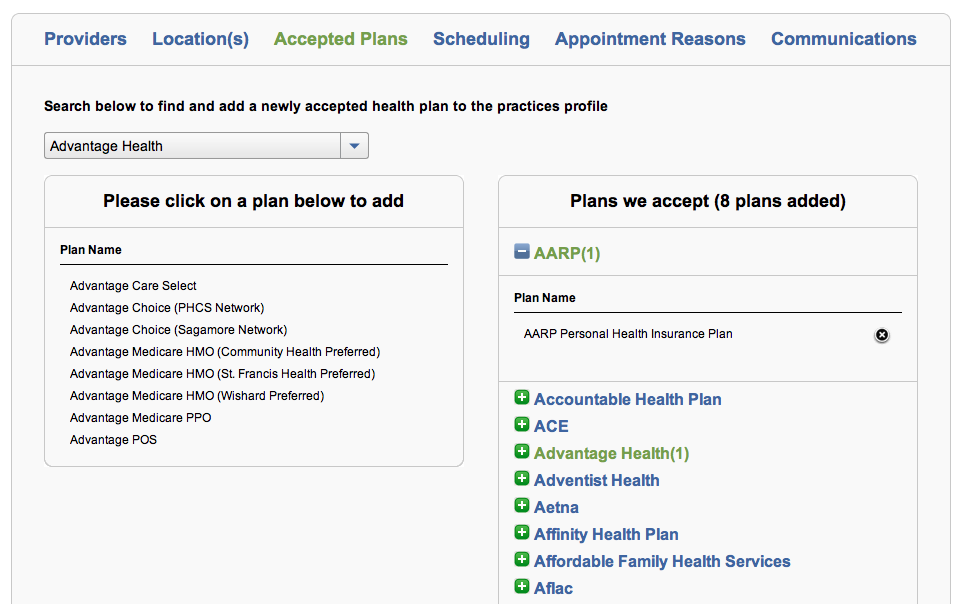 Providers Location(s) Accepted Plans Scheduling Appointment Reasons Communications
Search below to find and add a newly accepted health plan to the practices profile
Advantage Health
Please click on a plan below to add
Plan Name
Advantage Care Select
Advantage Choice (PHCS Network)
Advantage Choice (Sagamore Network)
Advantage Medicare HMO (Community Health Preferred)
Advantage Medicare HMO (St. Francis Health Preferred)
Advantage Medicare HMO (Wishard Preferred)
Advantage Medicare PPO
Advantage POS
Plans we accept (8 plans added)
AARP(1)
Plan Name
AARP Personal Health Insurance Plan
Accountable Health Plan
ACE
Advantage Health(1)
Adventist Health
Aetna
Affinity Health Plan
Affordable Family Health Services
Aflac